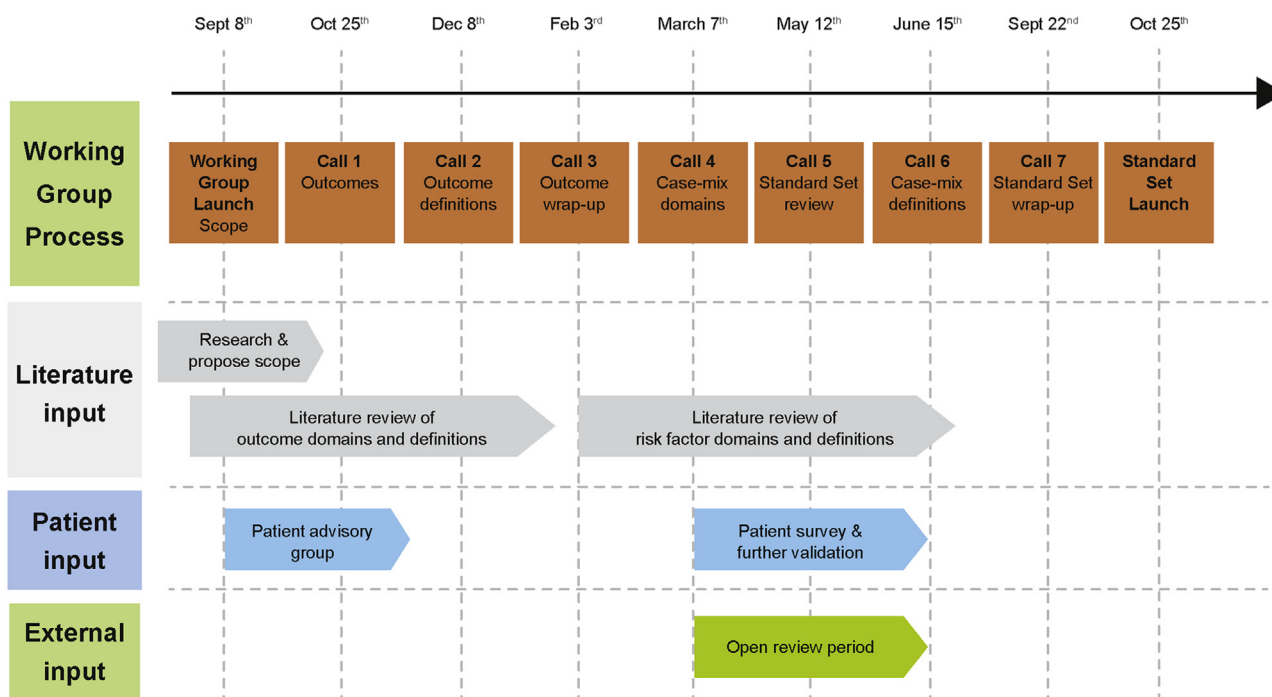 Sept 8th
Oct 25th
Dec 8th
Feb 3rd
March 7th
May 12th
June 15th
Sept 22nd
Oct 25th
Working
Group
Process
Working
Group
Launch
Scope
Call 1
Outcomes
Call 2
Outcome
definitions
Call 3
Outcome
wrap-up
Call 4
Case-mix
domains
Call 5
Standard Set
review
Call 6
Case-mix
definitions
Call 7
Standard Set
wrap-up
Standard
Set
Launch
Literature
input
Research &
propose scope
Literature review of
outcome domains and definitions
Literature review of
risk factor domains and definitions
Patient
input
Patient advisory
group
Patient survey &
further validation
External
input
Open review period